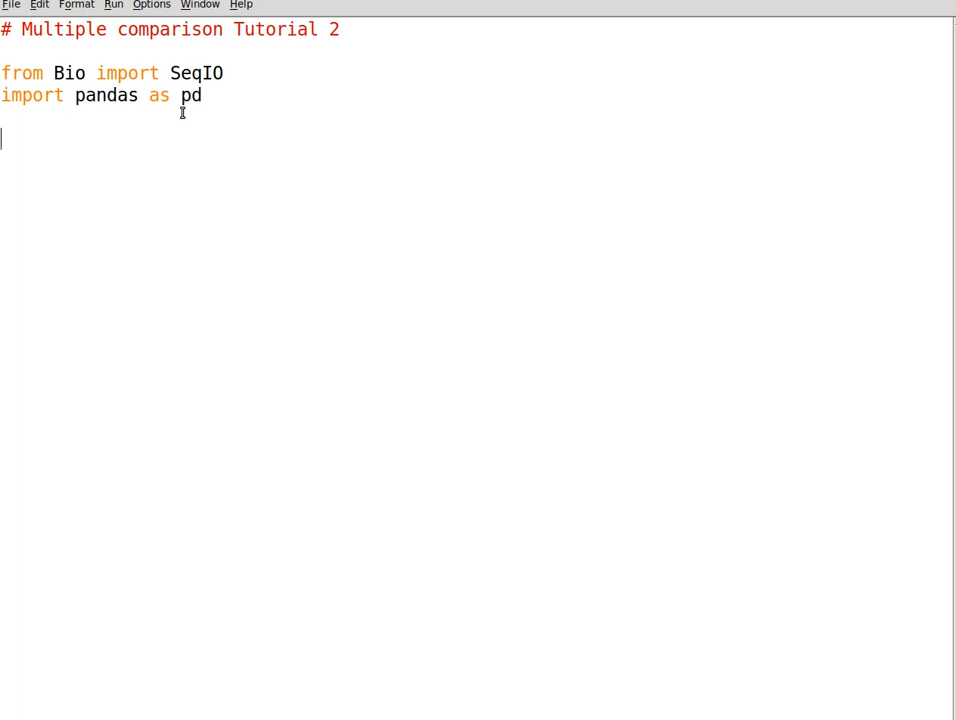 File Edit Format Run Options Window Help
# Multiple comparison Tutorial 2
from Bio import SeqIO
import pandas as pd